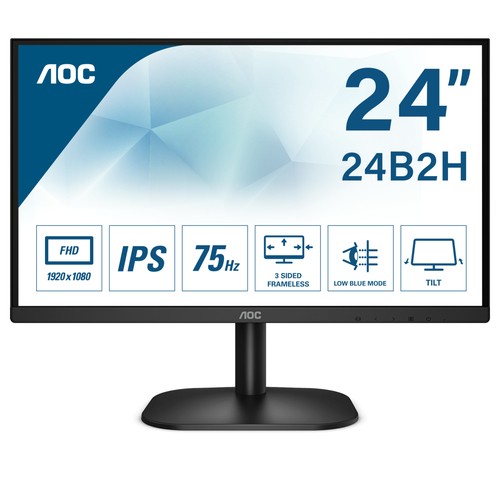 AOC
24”
24B2H
FHD
1920x1080
IPS
75Hz
3 SIDED
FRAMELESS
LOW BLUE MODE
TILT
AOC